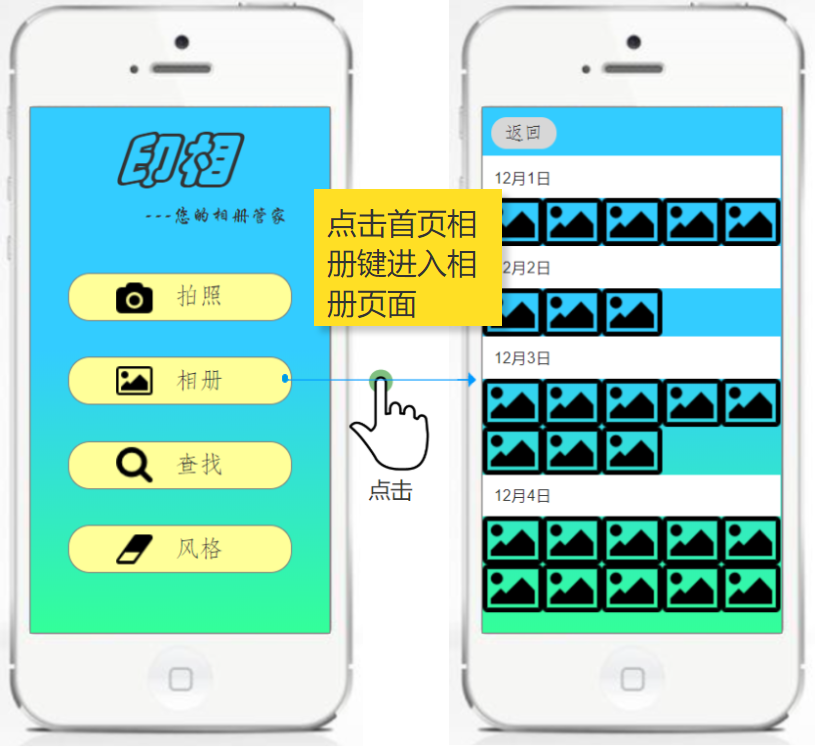 印相
---您的相册管家
拍照
相册
查找
风格
点击首页相
册键进入相
册页面
点击
返回
12月1日
12月2日
12月3日
12月4日